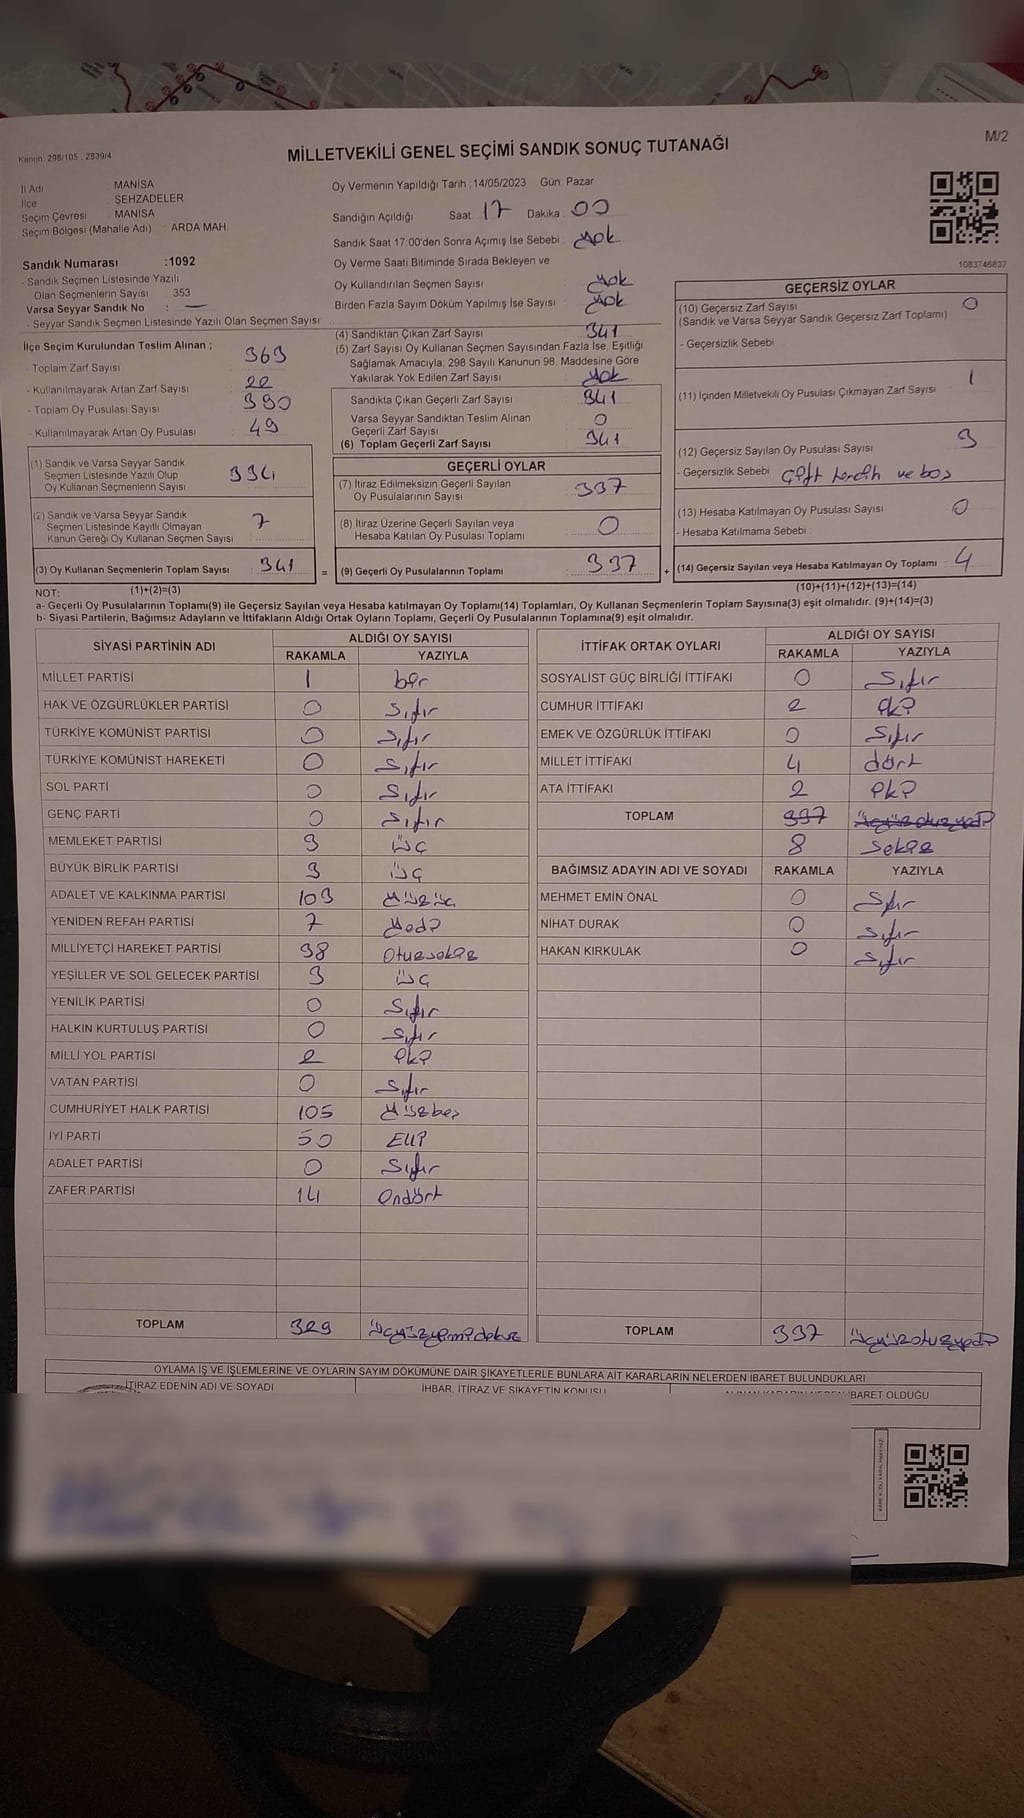 Kanun: 298/105 , 2839/4
M/2
MİLLETVEKİLİ GENEL SEÇİMİ SANDIK SONUÇ TUTANAĞI
İl Adı MANİSA
İlçe ŞEHZADELER
Seçim Çevresi MANİSA
Seçim Bölgesi (Mahalle Adı) : ARDA MAH
Sandık Numarası :1092
- Sandık Seçmen Listesinde Yazılı
Olan Seçmenlerin Sayısı 353
Varsa Seyyar Sandık No : —
- Seyyar Sandık Seçmen Listesinde Yazılı Olan Seçmen Sayısı
Oy Vermenin Yapıldığı Tarih :14/05/2023 Gün: Pazar
Sandığın Açıldığı Saat 17 Dakika 00
Sandık Saat 17:00'den Sonra Açımış İse Sebebi : yok
Oy Verme Saati Bitiminde Sırada Bekleyen ve
Oy Kullandırılan Seçmen Sayısı yok
Birden Fazla Sayım Döküm Yapılmış İse Sayısı yok
1083746837
İlçe Seçim Kurulundan Teslim Alınan ;
- Toplam Zarf Sayısı 363
- Kullanılmayarak Artan Zarf Sayısı 22
- Toplam Oy Pusulası Sayısı 390
- Kullanılmayarak Artan Oy Pusulası 49
(1) Sandık ve Varsa Seyyar Sandık
Seçmen Listesinde Yazılı Olup
Oy Kullanan Seçmenlerin Sayısı 334
(2) Sandık ve Varsa Seyyar Sandık
Seçmen Listesinde Kayıtlı Olmayan
Kanun Gereği Oy Kullanan Seçmen Sayısı 7
(3) Oy Kullanan Seçmenlerin Toplam Sayısı : 341
(4) Sandıktan Çıkan Zarf Sayısı 341
(5) Zarf Sayısı Oy Kullanan Seçmen Sayısından Fazla İse, Eşitliği
Sağlamak Amacıyla; 298 Sayılı Kanunun 98. Maddesine Göre
Yakılarak Yok Edilen Zarf Sayısı yok
Sandıkta Çıkan Geçerli Zarf Sayısı 341
Varsa Seyyar Sandıktan Teslim Alınan
Geçerli Zarf Sayısı 0
(6) Toplam Geçerli Zarf Sayısı 341
GEÇERLİ OYLAR
(7) İtiraz Edilmeksizin Geçerli Sayılan
Oy Pusulalarının Sayısı 337
(8) İtiraz Üzerine Geçerli Sayılan veya
Hesaba Katılan Oy Pusulası Toplamı 0
= (9) Geçerli Oy Pusulalarının Toplamı 337 +
GEÇERSİZ OYLAR
(10) Geçersiz Zarf Sayısı 0
(Sandık ve Varsa Seyyar Sandık Geçersiz Zarf Toplamı)
- Geçersizlik Sebebi
(11) İçinden Milletvekili Oy Pusulası Çıkmayan Zarf Sayısı 1
(12) Geçersiz Sayılan Oy Pusulası Sayısı 3
- Geçersizlik Sebebi Çift tercih ve boş
(13) Hesaba Katılmayan Oy Pusulası Sayısı 0
- Hesaba Katılmama Sebebi :
(14) Geçersiz Sayılan veya Hesaba Katılmayan Oy Toplamı : 4
NOT: (1)+(2)=(3) (10)+(11)+(12)+(13)=(14)
a- Geçerli Oy Pusulalarının Toplamı(9) ile Geçersiz Sayılan veya Hesaba katılmayan Oy Toplamı(14) Toplamları, Oy Kullanan Seçmenlerin Toplam Sayısına(3) eşit olmalıdır. (9)+(14)=(3)
b- Siyasi Partilerin, Bağımsız Adayların ve İttifakların Aldığı Ortak Oyların Toplamı, Geçerli Oy Pusulalarının Toplamına(9) eşit olmalıdır.
SİYASİ PARTİNİN ADI ALDIĞI OY SAYISI
RAKAMLA YAZIYLA
MİLLET PARTİSİ 1 bir
HAK VE ÖZGÜRLÜKLER PARTİSİ 0 Sıfır
TÜRKİYE KOMÜNİST PARTİSİ 0 Sıfır
TÜRKİYE KOMÜNİST HAREKETİ 0 Sıfır
SOL PARTİ 0 Sıfır
GENÇ PARTİ 0 Sıfır
MEMLEKET PARTİSİ 3 üç
BÜYÜK BİRLİK PARTİSİ 3 üç
ADALET VE KALKINMA PARTİSİ 103 yüzüç
YENİDEN REFAH PARTİSİ 7 yedi
MİLLİYETÇİ HAREKET PARTİSİ 38 otuzsekiz
YEŞİLLER VE SOL GELECEK PARTİSİ 3 üç
YENİLİK PARTİSİ 0 Sıfır
HALKIN KURTULUŞ PARTİSİ 0 Sıfır
MİLLİ YOL PARTİSİ 2 iki
VATAN PARTİSİ 0 Sıfır
CUMHURİYET HALK PARTİSİ 105 yüzbeş
İYİ PARTİ 50 Elli
ADALET PARTİSİ 0 Sıfır
ZAFER PARTİSİ 14 Ondört
TOPLAM 329 üçyüzyirmidokuz
İTTİFAK ORTAK OYLARI ALDIĞI OY SAYISI
RAKAMLA YAZIYLA
SOSYALİST GÜÇ BİRLİĞİ İTTİFAKI 0 Sıfır
CUMHUR İTTİFAKI 2 iki
EMEK VE ÖZGÜRLÜK İTTİFAKI 0 Sıfır
MİLLET İTTİFAKI 4 dört
ATA İTTİFAKI 2 iki
TOPLAM 337 üçyüzotuzyedi
8 Sekiz
BAĞIMSIZ ADAYIN ADI VE SOYADI RAKAMLA YAZIYLA
MEHMET EMİN ÖNAL 0 Sıfır
NİHAT DURAK 0 Sıfır
HAKAN KIRKULAK 0 Sıfır
TOPLAM 337 üçyüzotuzyedi
OYLAMA İŞ VE İŞLEMLERİNE VE OYLARIN SAYIM DÖKÜMÜNE DAİR ŞİKAYETLERLE BUNLARA AİT KARARLARIN NELERDEN İBARET BULUNDUKLARI
İTİRAZ EDENİN ADI VE SOYADI İHBAR, İTİRAZ VE ŞİKAYETİN KONUSU İBARET OLDUĞU